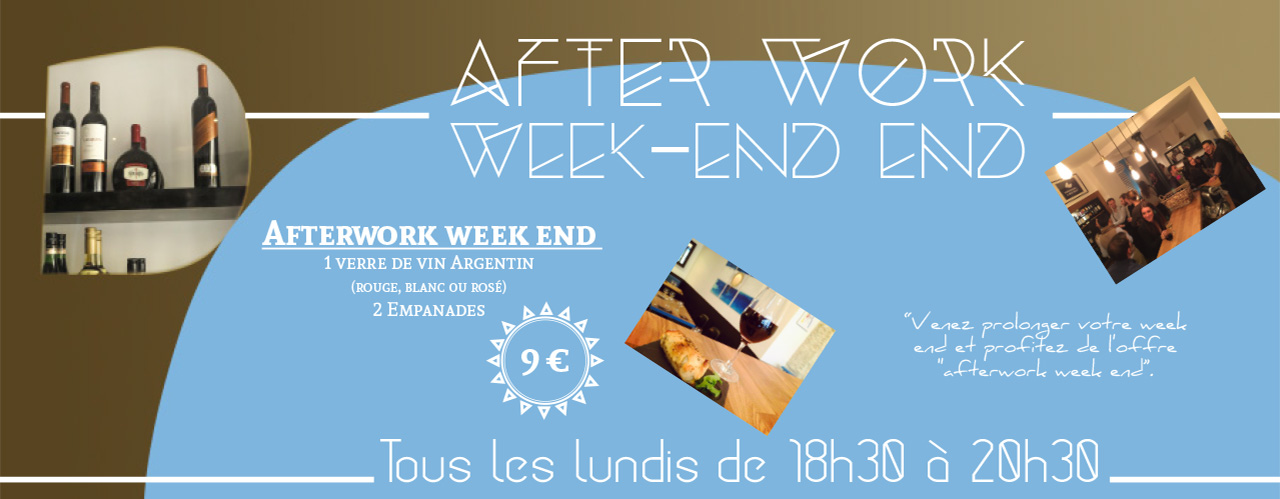 AFTER WORK
WEEK-END END
AFTERWORK WEEK END
1 VERRE DE VIN ARGENTIN
(ROUGE, BLANC OU ROSÉ)
2 EMPANADES
9 €
"Venez prolonger votre week
end et profitez de l'offre
"afterwork week end".
Tous les lundis de 18h30 à 20h30